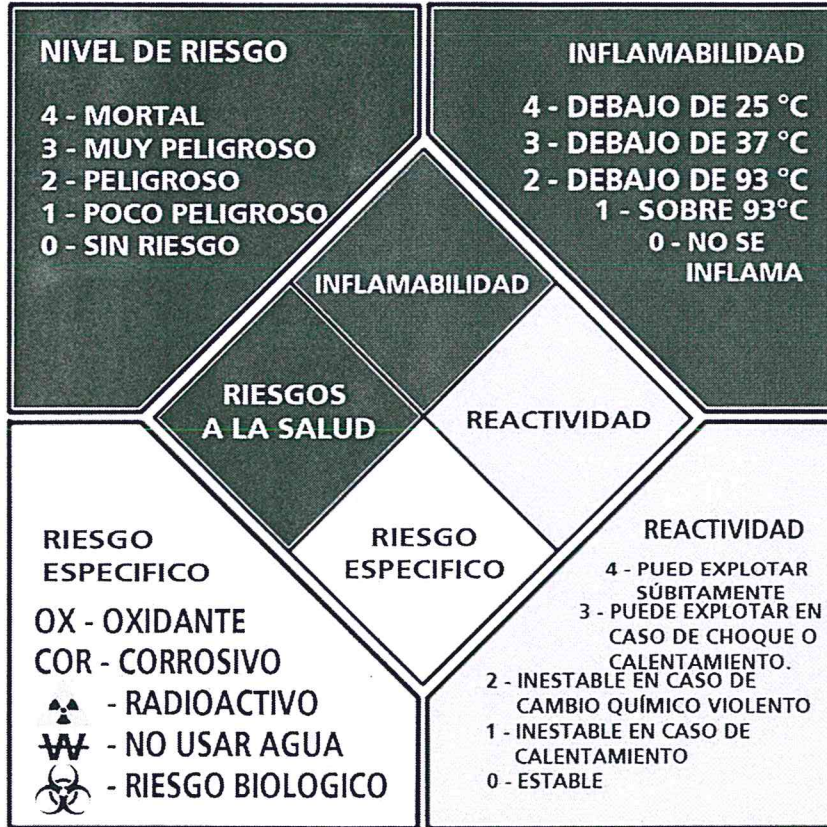 NIVEL DE RIESGO
4 - MORTAL
3 - MUY PELIGROSO
2 - PELIGROSO
1 - POCO PELIGROSO
0 - SIN RIESGO
INFLAMABILIDAD
4 - DEBAJO DE 25 °C
3 - DEBAJO DE 37 °C
2 - DEBAJO DE 93 °C
1 - SOBRE 93°C
0 - NO SE
INFLAMA
INFLAMABILIDAD
RIESGOS
A LA SALUD
REACTIVIDAD
RIESGO
ESPECIFICO
RIESGO
ESPECIFICO
OX - OXIDANTE
COR - CORROSIVO
- RADIOACTIVO
W - NO USAR AGUA
- RIESGO BIOLOGICO
REACTIVIDAD
4 - PUED EXPLOTAR
SÚBITAMENTE
3 - PUEDE EXPLOTAR EN
CASO DE CHOQUE O
CALENTAMIENTO.
2 - INESTABLE EN CASO DE
CAMBIO QUÍMICO VIOLENTO
1 - INESTABLE EN CASO DE
CALENTAMIENTO
0 - ESTABLE